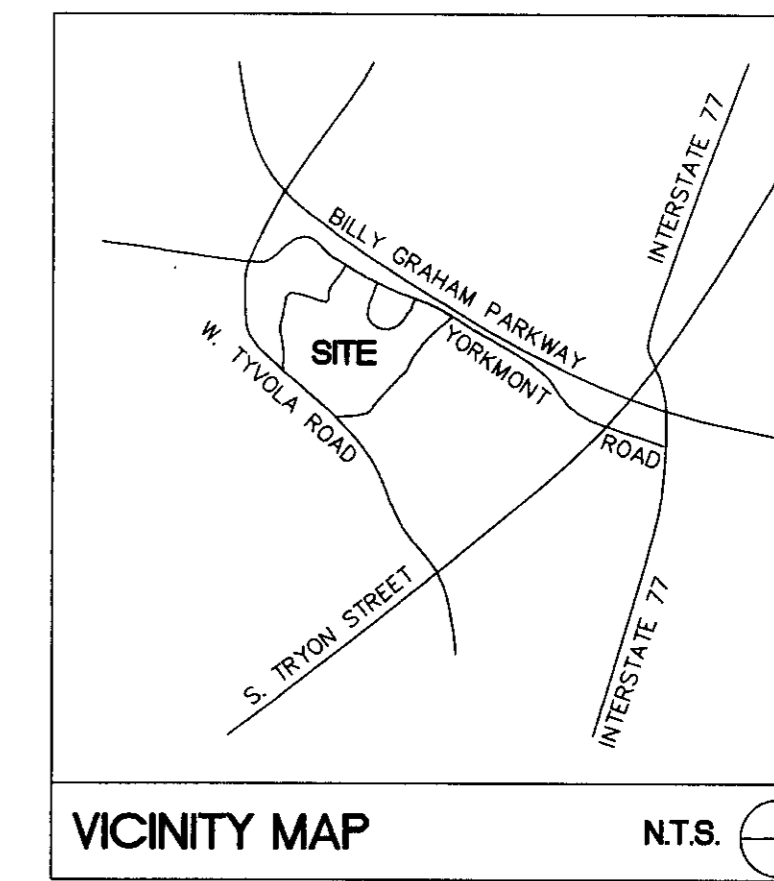 INTERSTATE 77
BILLY GRAHAM PARKWAY
SITE
YORKMONT
ROAD
W. TYVOLA ROAD
S. TRYON STREET
INTERSTATE 77
VICINITY MAP
N.T.S.